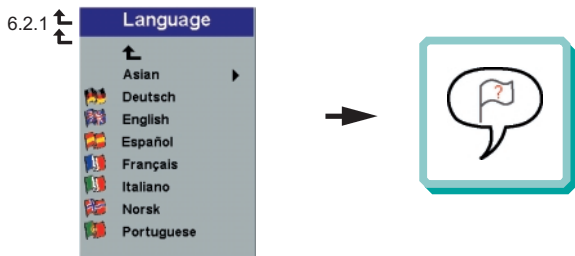 6.2.1
Language
Asian
Deutsch
English
Español
Français
Italiano
Norsk
Portuguese
?